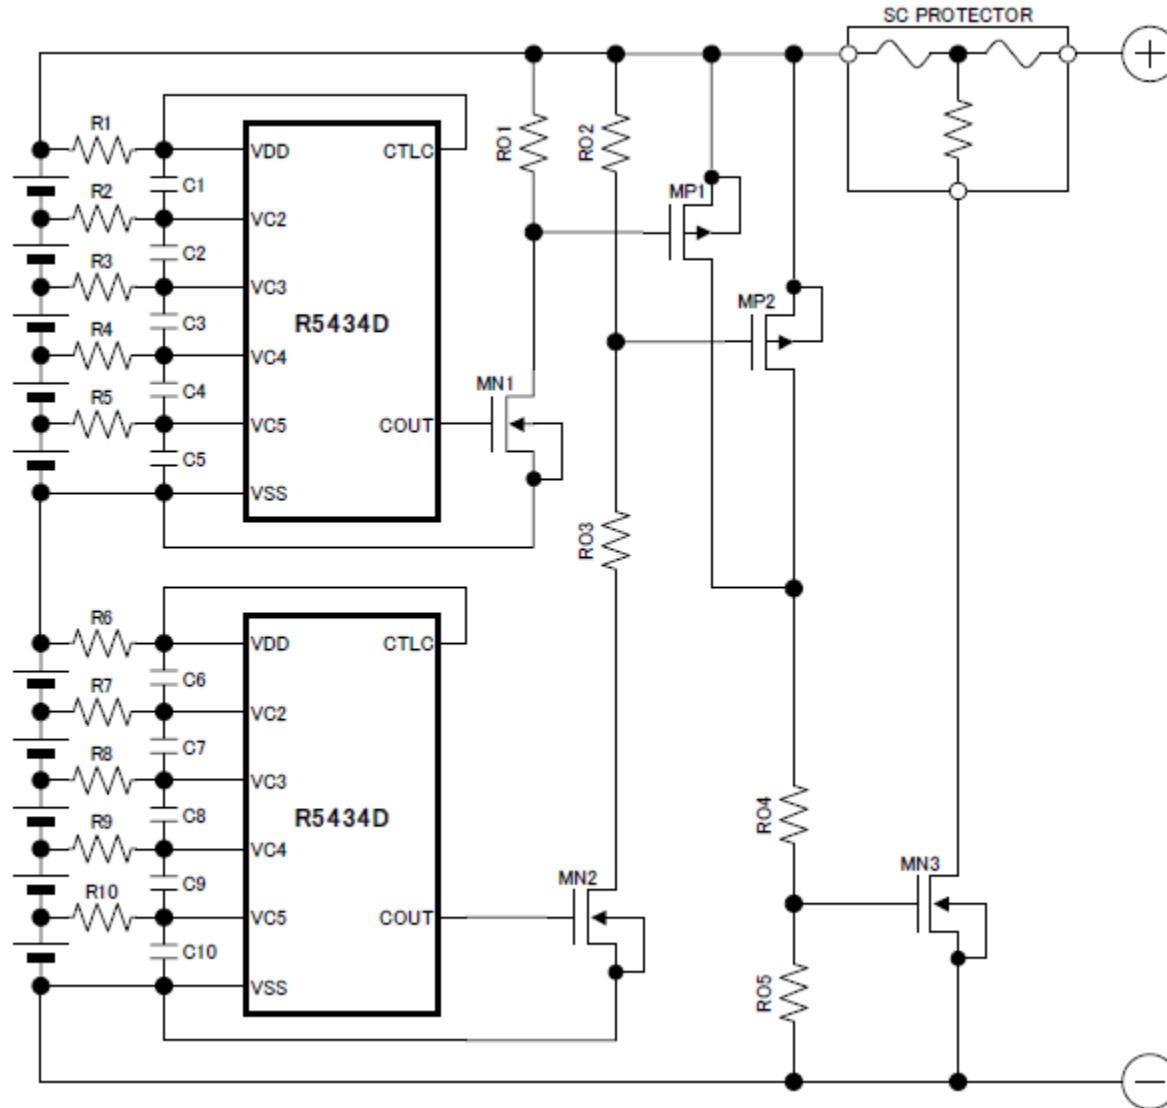 SC PROTECTOR
+
R1
VDD
CTLC
C1
RO1
RO2
R2
VC2
MP1
C2
R3
VC3
MP2
C3
R5434D
R4
VC4
C4
MN1
R5
VC5
COUT
C5
VSS
RO3
R6
VDD
CTLC
C6
R7
VC2
C7
R8
VC3
C8
R5434D
RO4
R9
VC4
C9
MN2
MN3
R10
VC5
COUT
C10
VSS
RO5
−